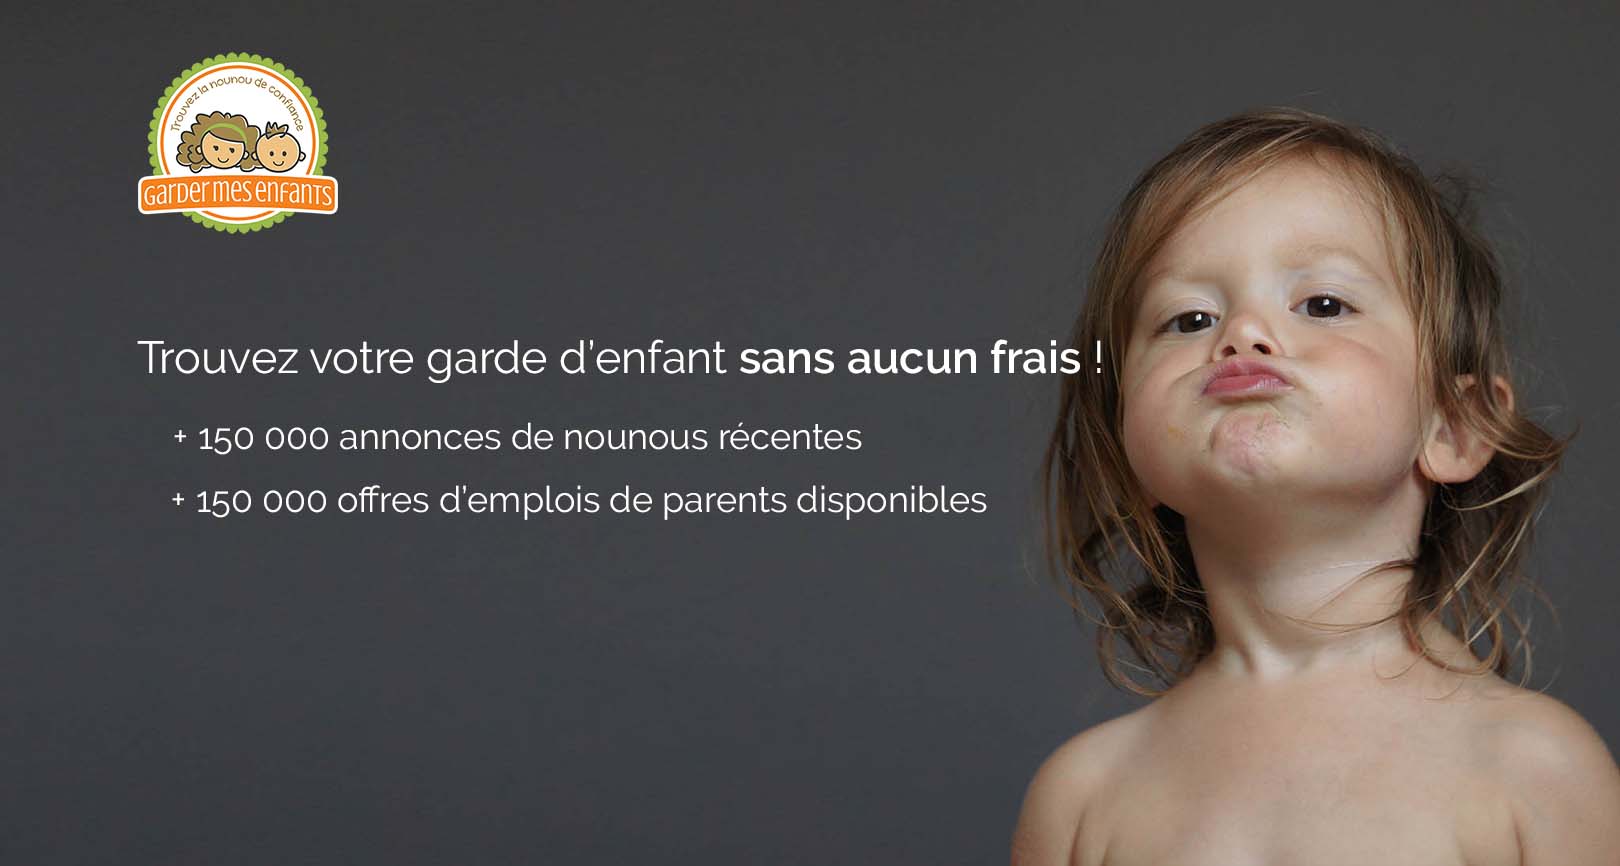 Trouvez la nounou de confiance
GarDer mes enfants
Trouvez votre garde d’enfant sans aucun frais !
+ 150 000 annonces de nounous récentes
+ 150 000 offres d’emplois de parents disponibles